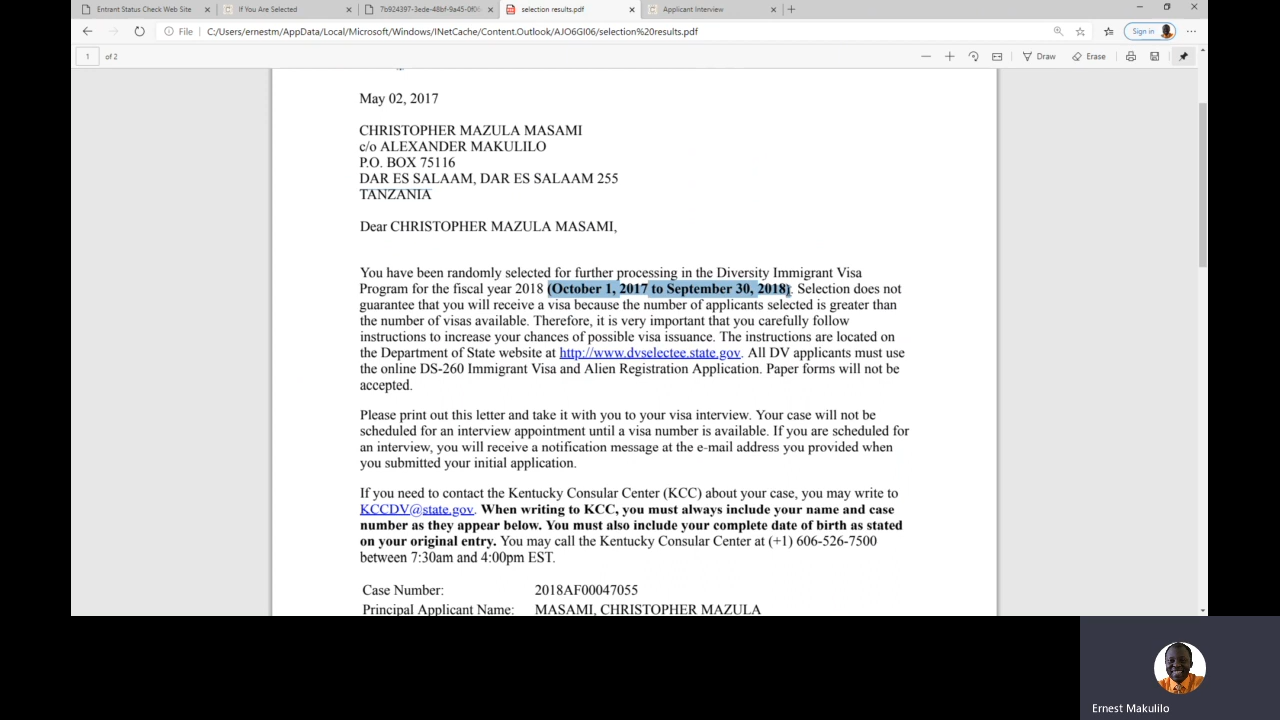 Entrant Status Check Web Site
If You Are Selected
7b924397-3ede-48bf-9a45-0f06
selection results.pdf
Applicant Interview
File
C:/Users/ernestm/AppData/Local/Microsoft/Windows/INetCache/Content.Outlook/AJO6GI06/selection%20results.pdf
Sign in
1 of 2
Draw
Erase
May 02, 2017
CHRISTOPHER MAZULA MASAMI
c/o ALEXANDER MAKULILO
P.O. BOX 75116
DAR ES SALAAM, DAR ES SALAAM 255
TANZANIA
Dear CHRISTOPHER MAZULA MASAMI,
You have been randomly selected for further processing in the Diversity Immigrant Visa
Program for the fiscal year 2018 (October 1, 2017 to September 30, 2018). Selection does not
guarantee that you will receive a visa because the number of applicants selected is greater than
the number of visas available. Therefore, it is very important that you carefully follow
instructions to increase your chances of possible visa issuance. The instructions are located on
the Department of State website at http://www.dvselectee.state.gov. All DV applicants must use
the online DS-260 Immigrant Visa and Alien Registration Application. Paper forms will not be
accepted.
Please print out this letter and take it with you to your visa interview. Your case will not be
scheduled for an interview appointment until a visa number is available. If you are scheduled for
an interview, you will receive a notification message at the e-mail address you provided when
you submitted your initial application.
If you need to contact the Kentucky Consular Center (KCC) about your case, you may write to
KCCDV@state.gov. When writing to KCC, you must always include your name and case
number as they appear below. You must also include your complete date of birth as stated
on your original entry. You may call the Kentucky Consular Center at (+1) 606-526-7500
between 7:30am and 4:00pm EST.
Case Number: 2018AF00047055
Principal Applicant Name: MASAMI, CHRISTOPHER MAZULA
Ernest Makulilo